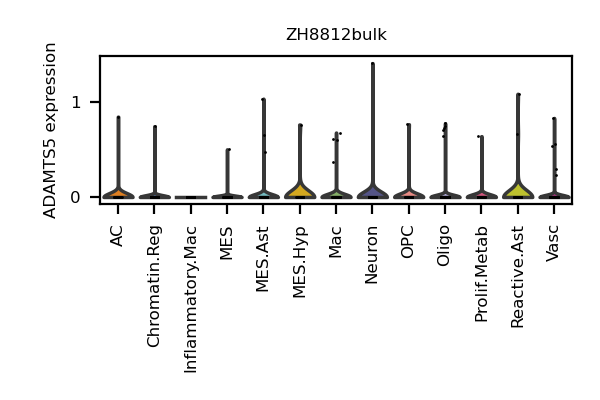 ZH8812bulk
ADAMTS5 expression
1
0
AC
Chromatin.Reg
Inflammatory.Mac
MES
MES.Ast
MES.Hyp
Mac
Neuron
OPC
Oligo
Prolif.Metab
Reactive.Ast
Vasc